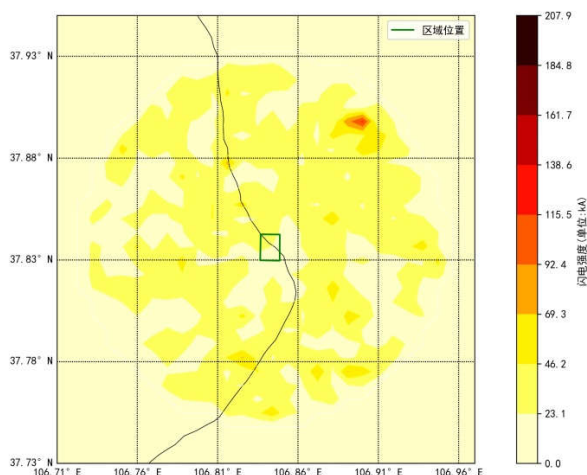 区域位置
37.93° N
37.88° N
37.83° N
37.78° N
37.73° N
106.71° E
106.76° E
106.81° E
106.86° E
106.91° E
106.96° E
207.9
184.8
161.7
138.6
115.5
92.4
69.3
46.2
23.1
0.0
闪电强度(单位:kA)